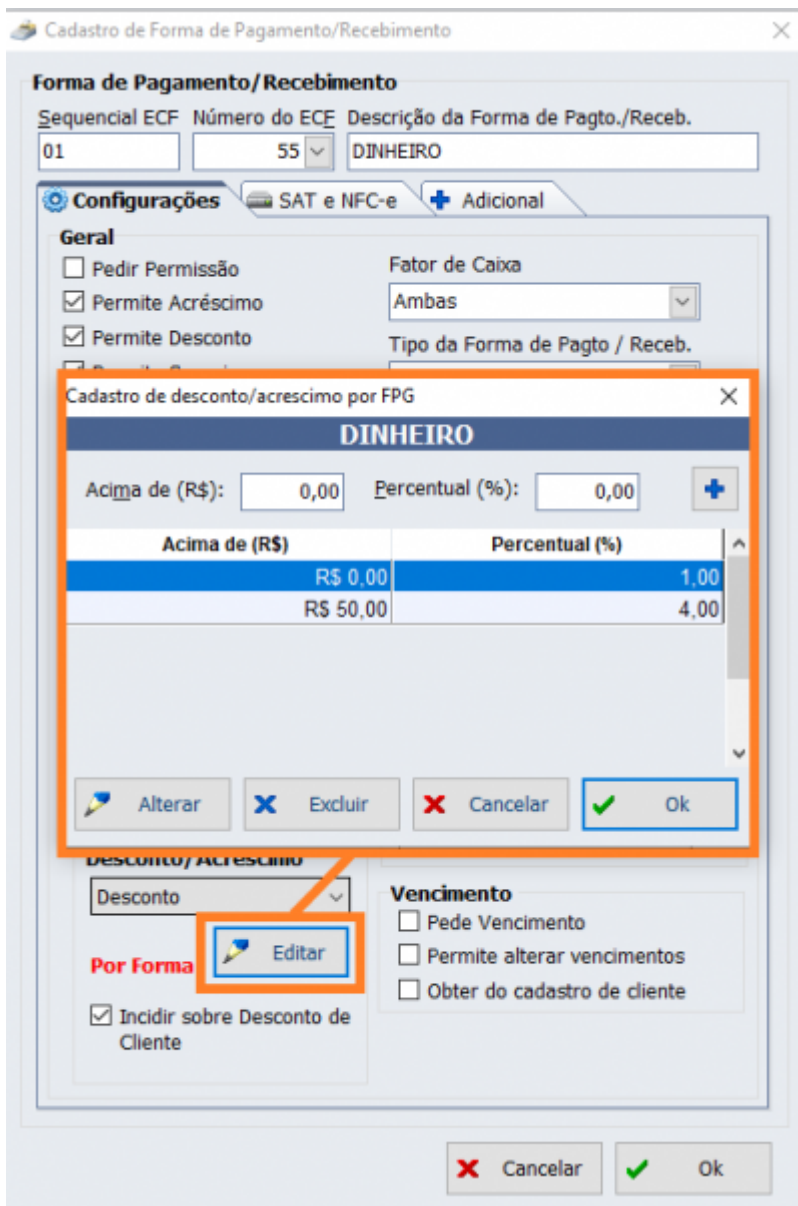 Cadastro de Forma de Pagamento/Recebimento
Forma de Pagamento/Recebimento
Sequencial ECF Número do ECF Descrição da Forma de Pagto./Receb.
01 55 DINHEIRO
Configurações SAT e NFC-e Adicional
Geral
Pedir Permissão Fator de Caixa
Permite Acréscimo Ambas
Permite Desconto Tipo da Forma de Pagto / Receb.
Cadastro de desconto/acrescimo por FPG
DINHEIRO
Acima de (R$): 0,00 Percentual (%): 0,00
Acima de (R$) Percentual (%)
R$ 0,00 1,00
R$ 50,00 4,00
Alterar Excluir Cancelar Ok
Desconto/Acréscimo
Desconto Vencimento
Pede Vencimento
Editar Permite alterar vencimentos
Por Forma
Obter do cadastro de cliente
Incidir sobre Desconto de
Cliente
Cancelar Ok